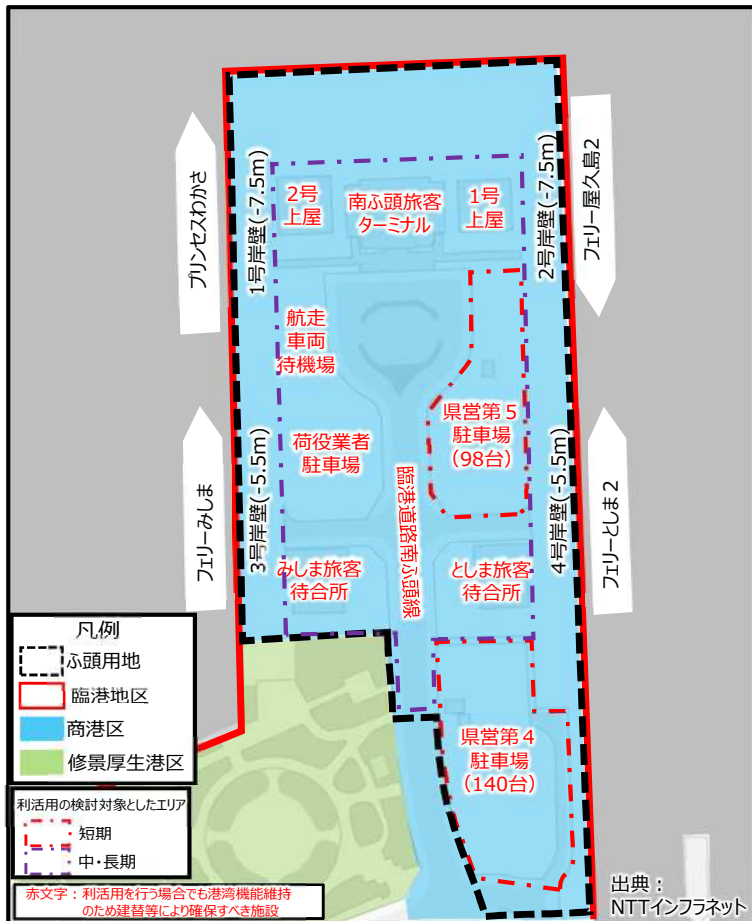 プリンセスわかさ
1号岸壁(-7.5m)
2号
上屋
南ふ頭旅客
ターミナル
1号
上屋
2号岸壁(-7.5m)
フェリー屋久島2
航走
車両
待機場
荷役業者
駐車場
県営第5
駐車場
(98台)
臨港道路南ふ頭線
フェリーみしま
3号岸壁(-5.5m)
みしま旅客
待合所
としま旅客
待合所
4号岸壁(-5.5m)
フェリーとしま2
県営第4
駐車場
(140台)
凡例
ふ頭用地
臨港地区
商港区
修景厚生港区
利活用の検討対象としたエリア
短期
中・長期
赤文字:利活用を行う場合でも港湾機能維持
のため建替等により確保すべき施設
出典:
NTTインフラネット